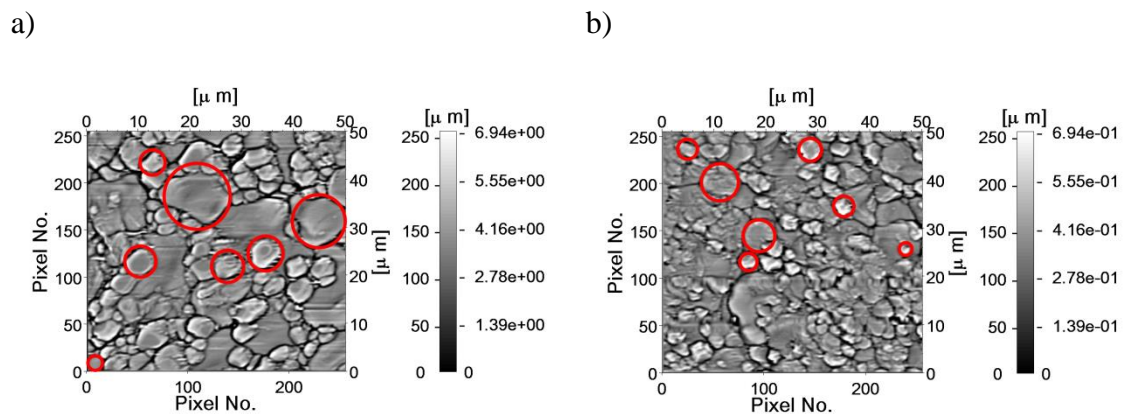 a)
b)
[μ m]
0 10 20 30 40 50
250
200
150
100
50
0
Pixel No.
50
40
30
20
10
0
[μ m]
0 100 200
Pixel No.
[μ m]
250
200
150
100
50
0
6.94e+00
5.55e+00
4.16e+00
2.78e+00
1.39e+00
0
[μ m]
0 10 20 30 40 50
250
200
150
100
50
0
Pixel No.
50
40
30
20
10
0
[μ m]
0 100 200
Pixel No.
[μ m]
250
200
150
100
50
0
6.94e-01
5.55e-01
4.16e-01
2.78e-01
1.39e-01
0